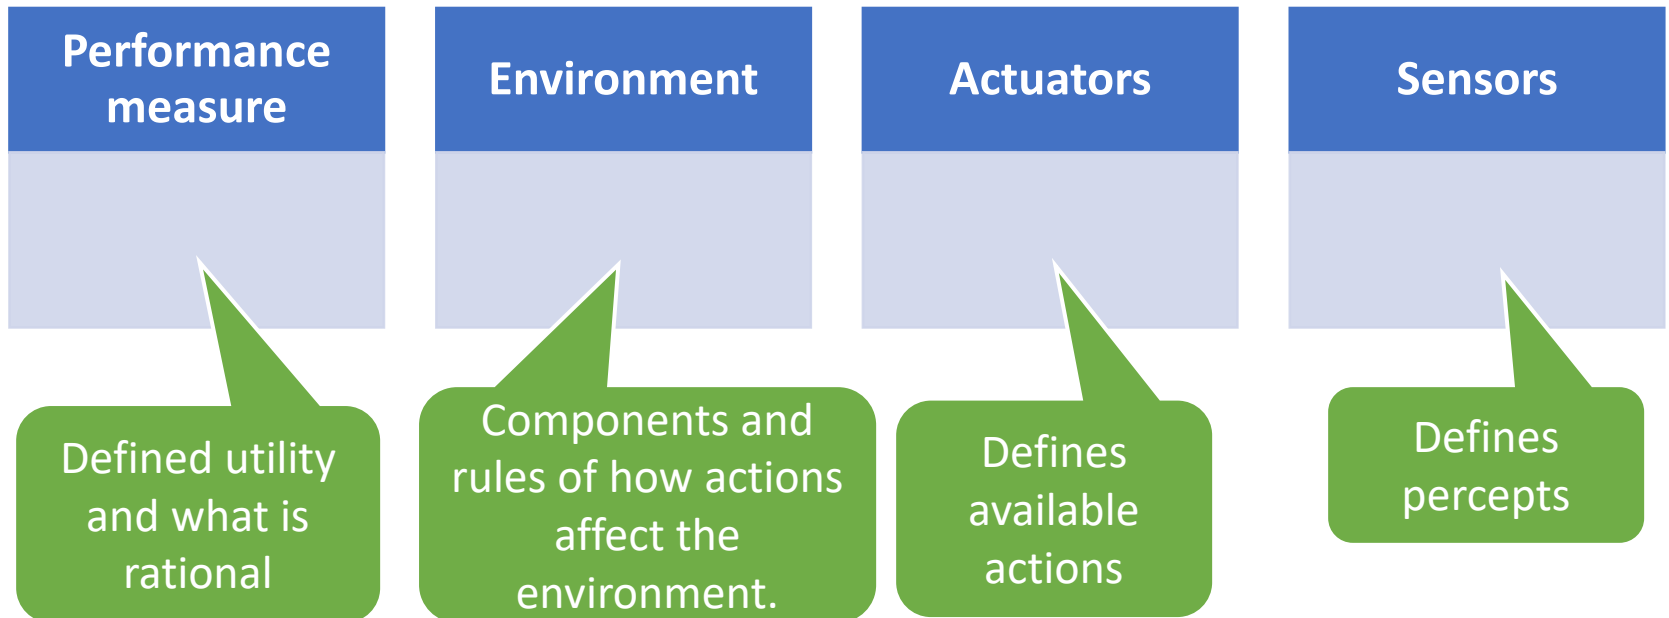 Performance
measure
Environment
Actuators
Sensors
Defined utility
and what is
rational
Components and
rules of how actions
affect the
environment.
Defines
available
actions
Defines
percepts